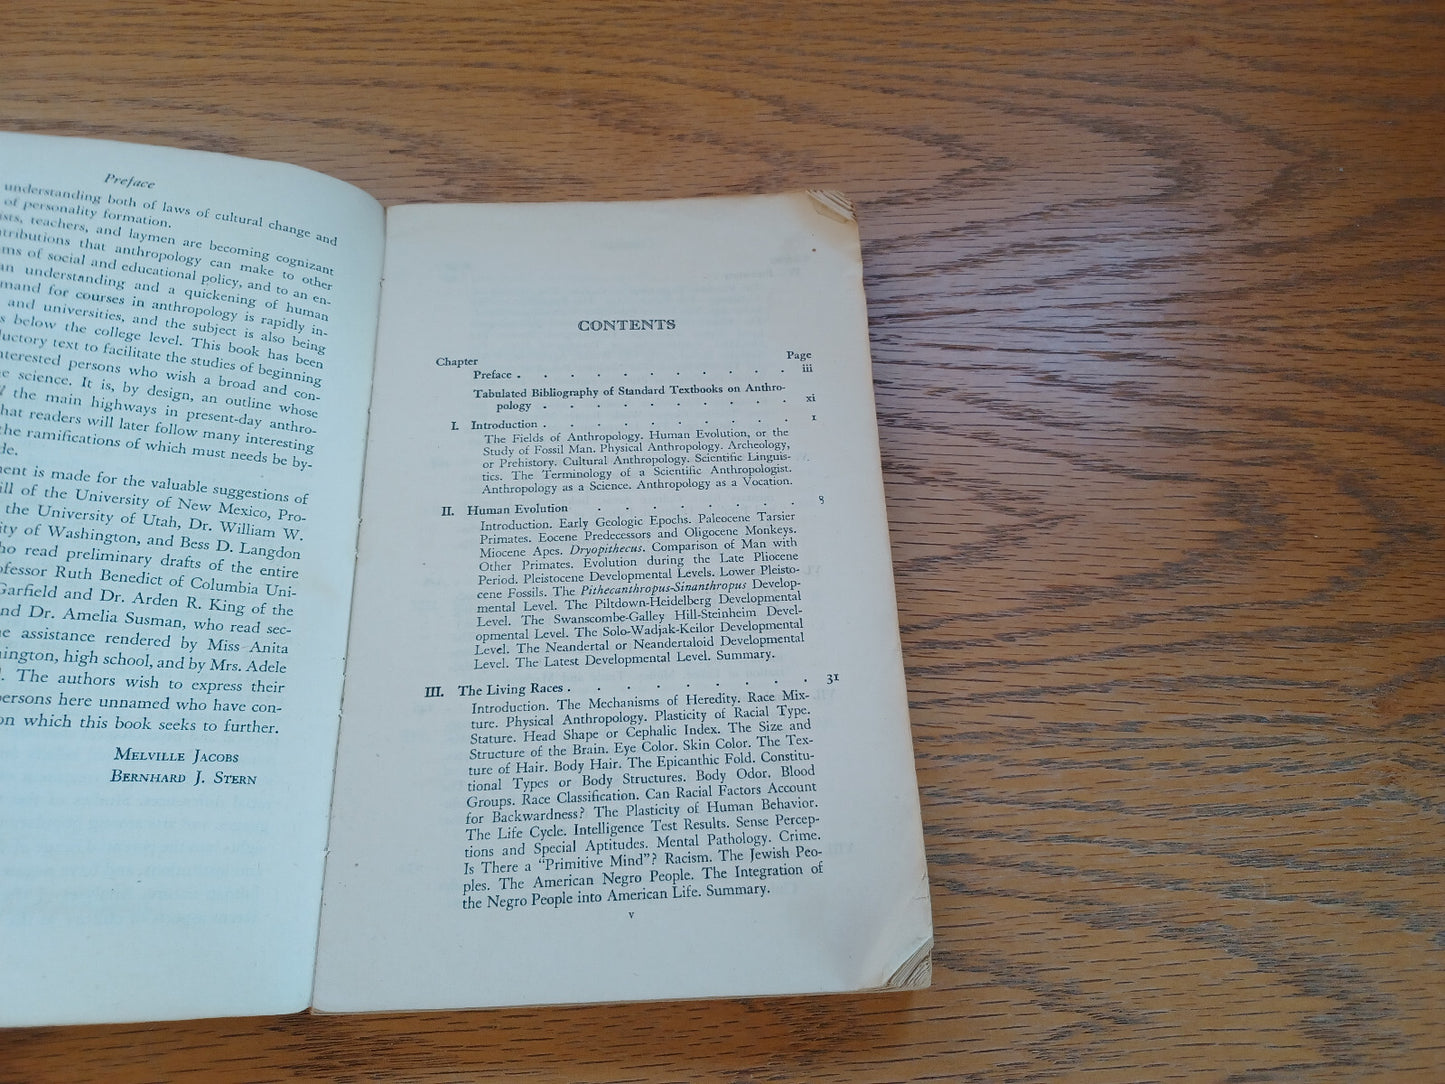 Preface
understanding both of laws of cultural change and
of personality formation.
ists, teachers, and laymen are becoming cognizant
ntributions that anthropology can make to other
ms of social and educational policy, and to an en-
an understanding and a quickening of human
mand for courses in anthropology is rapidly in-
and universities, and the subject is also being
s below the college level. This book has been
ductory text to facilitate the studies of beginning
nterested persons who wish a broad and con-
e science. It is, by design, an outline whose
f the main highways in present-day anthro-
hat readers will later follow many interesting
the ramifications of which must needs be by-
de.
ment is made for the valuable suggestions of
ill of the University of New Mexico, Pro-
the University of Utah, Dr. William W.
ity of Washington, and Bess D. Langdon
ho read preliminary drafts of the entire
ofessor Ruth Benedict of Columbia Uni-
Garfield and Dr. Arden R. King of the
nd Dr. Amelia Susman, who read sec-
e assistance rendered by Miss Anita
hington, high school, and by Mrs. Adele
l. The authors wish to express their
persons here unnamed who have con-
on which this book seeks to further.
MELVILLE JACOBS
BERNHARD J. STERN
CONTENTS
Chapter Page
Preface . . . . . . . . . . iii
Tabulated Bibliography of Standard Textbooks on Anthro-
pology . . . . . . . . . . xi
I. Introduction . . . . . . . . . . 1
The Fields of Anthropology. Human Evolution, or the
Study of Fossil Man. Physical Anthropology. Archeology,
or Prehistory. Cultural Anthropology. Scientific Linguis-
tics. The Terminology of a Scientific Anthropologist.
Anthropology as a Science. Anthropology as a Vocation.
II. Human Evolution . . . . . . . . 8
Introduction. Early Geologic Epochs. Paleocene Tarsier
Primates. Eocene Predecessors and Oligocene Monkeys.
Miocene Apes. Dryopithecus. Comparison of Man with
Other Primates. Evolution during the Late Pliocene
Period. Pleistocene Developmental Levels. Lower Pleisto-
cene Fossils. The Pithecanthropus-Sinanthropus Develop-
mental Level. The Piltdown-Heidelberg Developmental
Level. The Swanscombe-Galley Hill-Steinheim Devel-
opmental Level. The Solo-Wadjak-Keilor Developmental
Level. The Neandertal or Neandertaloid Developmental
Level. The Latest Developmental Level. Summary.
III. The Living Races . . . . . . . . . 31
Introduction. The Mechanisms of Heredity. Race Mix-
ture. Physical Anthropology. Plasticity of Racial Type.
Stature. Head Shape or Cephalic Index. The Size and
Structure of the Brain. Eye Color. Skin Color. The Tex-
ture of Hair. Body Hair. The Epicanthic Fold. Constitu-
tional Types or Body Structures. Body Odor. Blood
Groups. Race Classification. Can Racial Factors Account
for Backwardness? The Plasticity of Human Behavior.
The Life Cycle. Intelligence Test Results. Sense Percep-
tions and Special Aptitudes. Mental Pathology. Crime.
Is There a "Primitive Mind"? Racism. The Jewish Peo-
ples. The American Negro People. The Integration of
the Negro People into American Life. Summary.
v